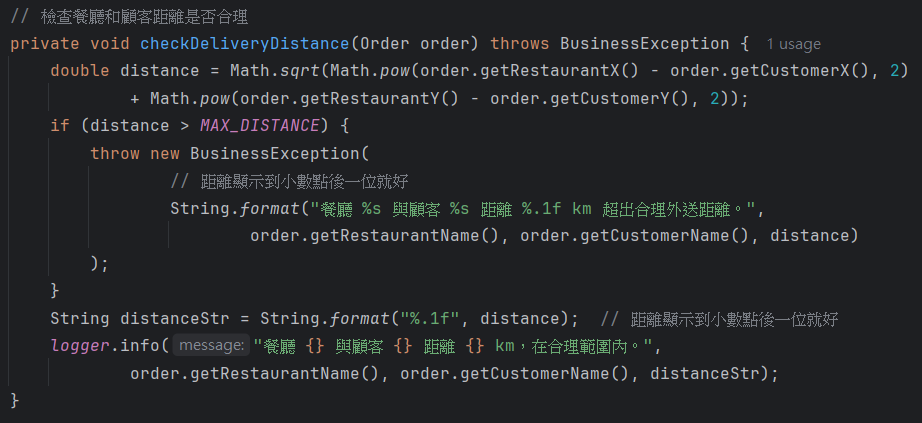 // 檢查餐廳和顧客距離是否合理
private void checkDeliveryDistance(Order order) throws BusinessException { 1 usage
double distance = Math.sqrt(Math.pow(order.getRestaurantX() - order.getCustomerX(), 2)
+ Math.pow(order.getRestaurantY() - order.getCustomerY(), 2));
if (distance > MAX_DISTANCE) {
throw new BusinessException(
// 距離顯示到小數點後一位就好
String.format("餐廳 %s 與顧客 %s 距離 %.1f km 超出合理外送距離。",
order.getRestaurantName(), order.getCustomerName(), distance)
);
}
String distanceStr = String.format("%.1f", distance); // 距離顯示到小數點後一位就好
logger.info( message: "餐廳 {} 與顧客 {} 距離 {} km，在合理範圍內。",
order.getRestaurantName(), order.getCustomerName(), distanceStr);
}